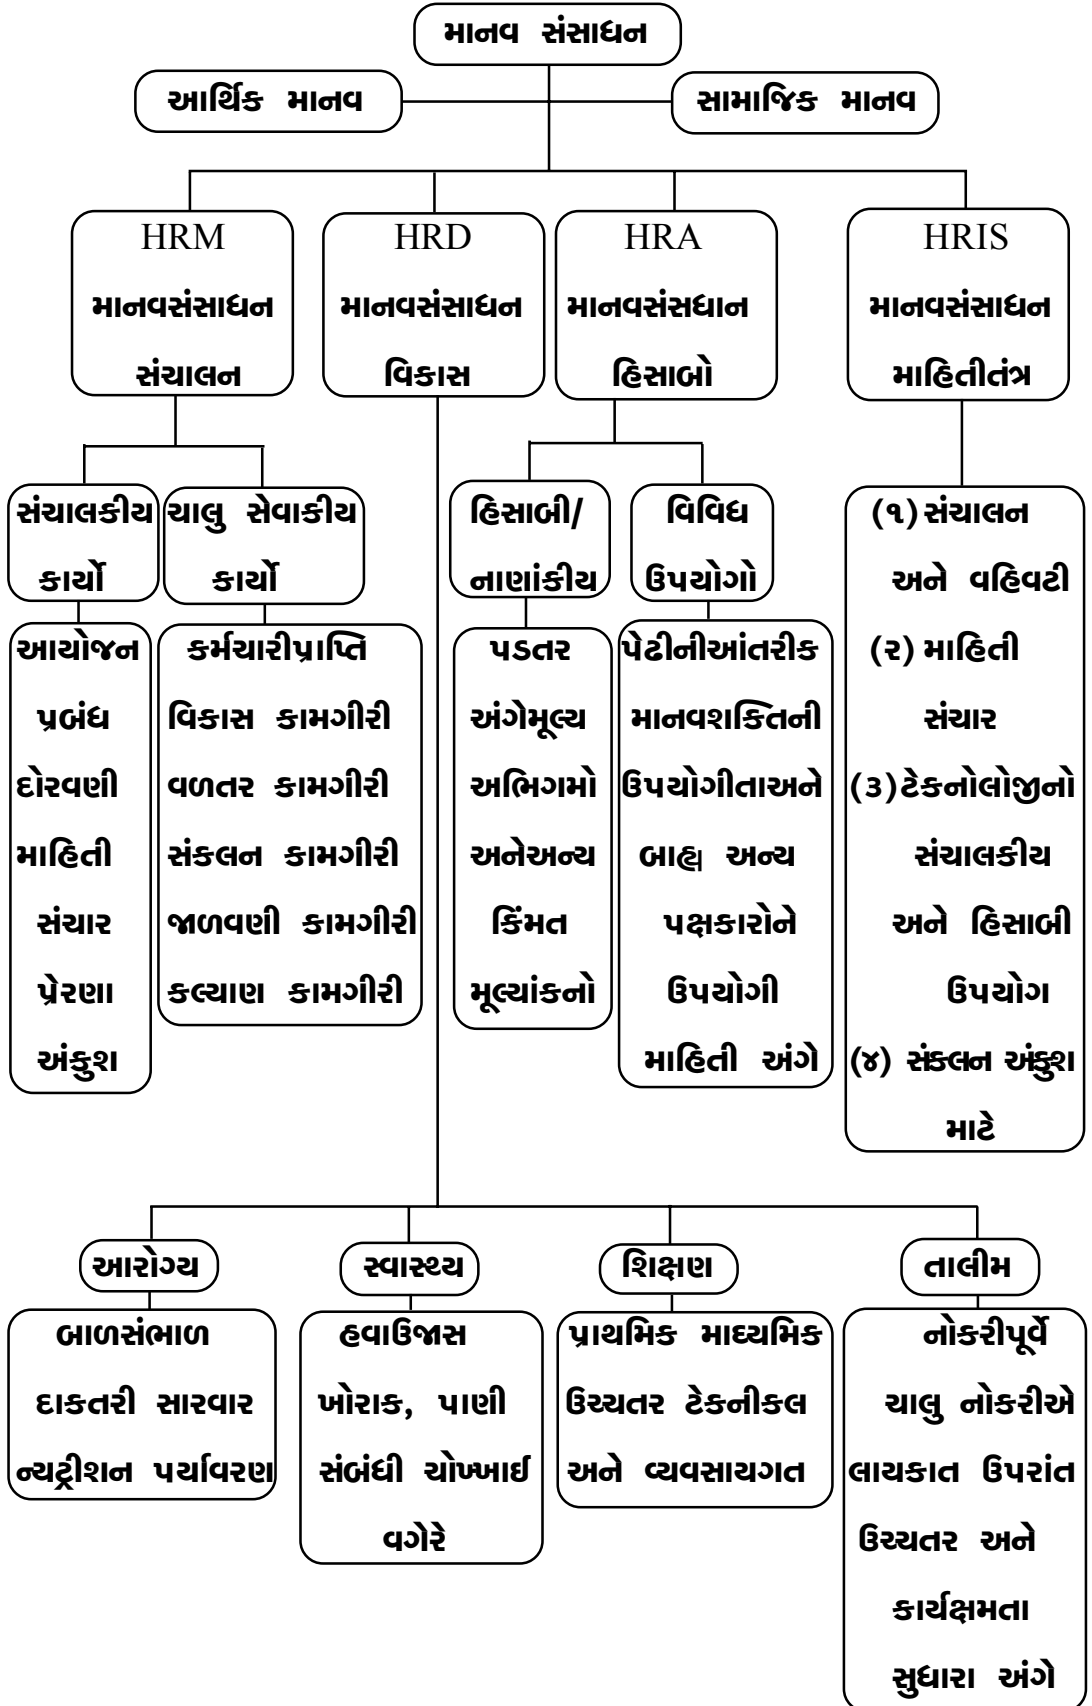 માનવ સંસાધન
આર્થિક માનવ
સામાજિક માનવ
HRM
માનવસંસાધન
સંચાલન
HRD
માનવસંસાધન
વિકાસ
HRA
માનવસંસધાન
હિસાબો
HRIS
માનવસંસાધન
માહિતીતંત્ર
સંચાલકીય
કાર્યો
ચાલુ સેવાકીય
કાર્યો
હિસાબી/
નાણાંકીય
વિવિધ
ઉપયોગો
(૧) સંચાલન
અને વહિવટી
(૨) માહિતી
સંચાર
(૩) ટેકનોલોજીનો
સંચાલકીય
અને હિસાબી
ઉપયોગ
(૪) સંકલન અંકુશ
માટે
આયોજન
પ્રબંધ
દોરવણી
માહિતી
સંચાર
પ્રેરણા
અંકુશ
કર્મચારીપ્રાપ્તિ
વિકાસ કામગીરી
વળતર કામગીરી
સંકલન કામગીરી
જાળવણી કામગીરી
કલ્યાણ કામગીરી
પડતર
અંગેમૂલ્ય
અભિગમો
અનેઅન્ય
કિંમત
મૂલ્યાંકનો
પેઢીનીઆંતરીક
માનવશક્તિની
ઉપયોગીતાઅને
બાહ્ય અન્ય
પક્ષકારોને
ઉપયોગી
માહિતી અંગે
આરોગ્ય
સ્વાસ્થ્ય
શિક્ષણ
તાલીમ
બાળસંભાળ
દાકતરી સારવાર
ન્યટ્રીશન પર્યાવરણ
હવાઉજાસ
ખોરાક, પાણી
સંબંધી ચોખ્ખાઈ
વગેરે
પ્રાથમિક માધ્યમિક
ઉચ્ચતર ટેકનીકલ
અને વ્યવસાયગત
નોકરીપૂર્વે
ચાલુ નોકરીએ
લાયકાત ઉપરાંત
ઉચ્ચતર અને
કાર્યક્ષમતા
સુધારા અંગે